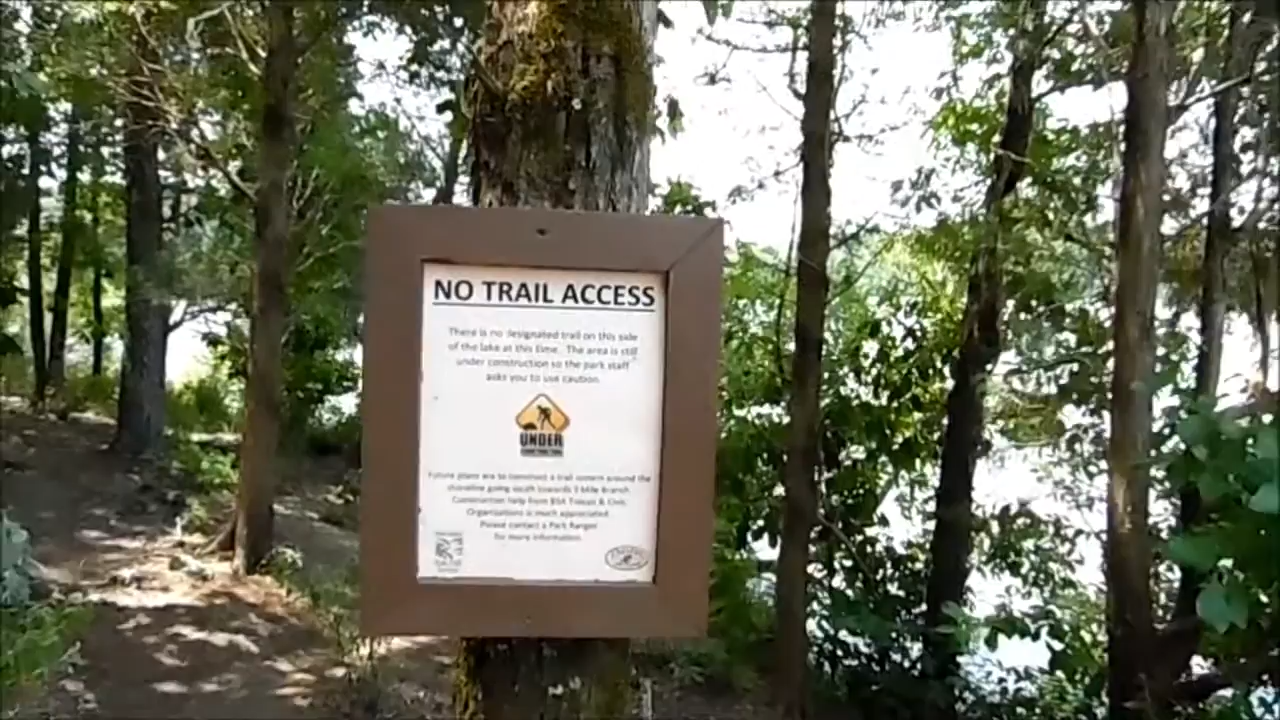 NO TRAIL ACCESS
There is no designated trail on this side
of the lake at this time. The area is still
under construction so the park staff
asks you to use caution.
UNDER
Future plans are to construct a trail system around the
shoreline going south towards 3 Mile Branch.
Construction help from BSA Troops & Civic
Organizations is much appreciated.
Please contact a Park Ranger
for more information.